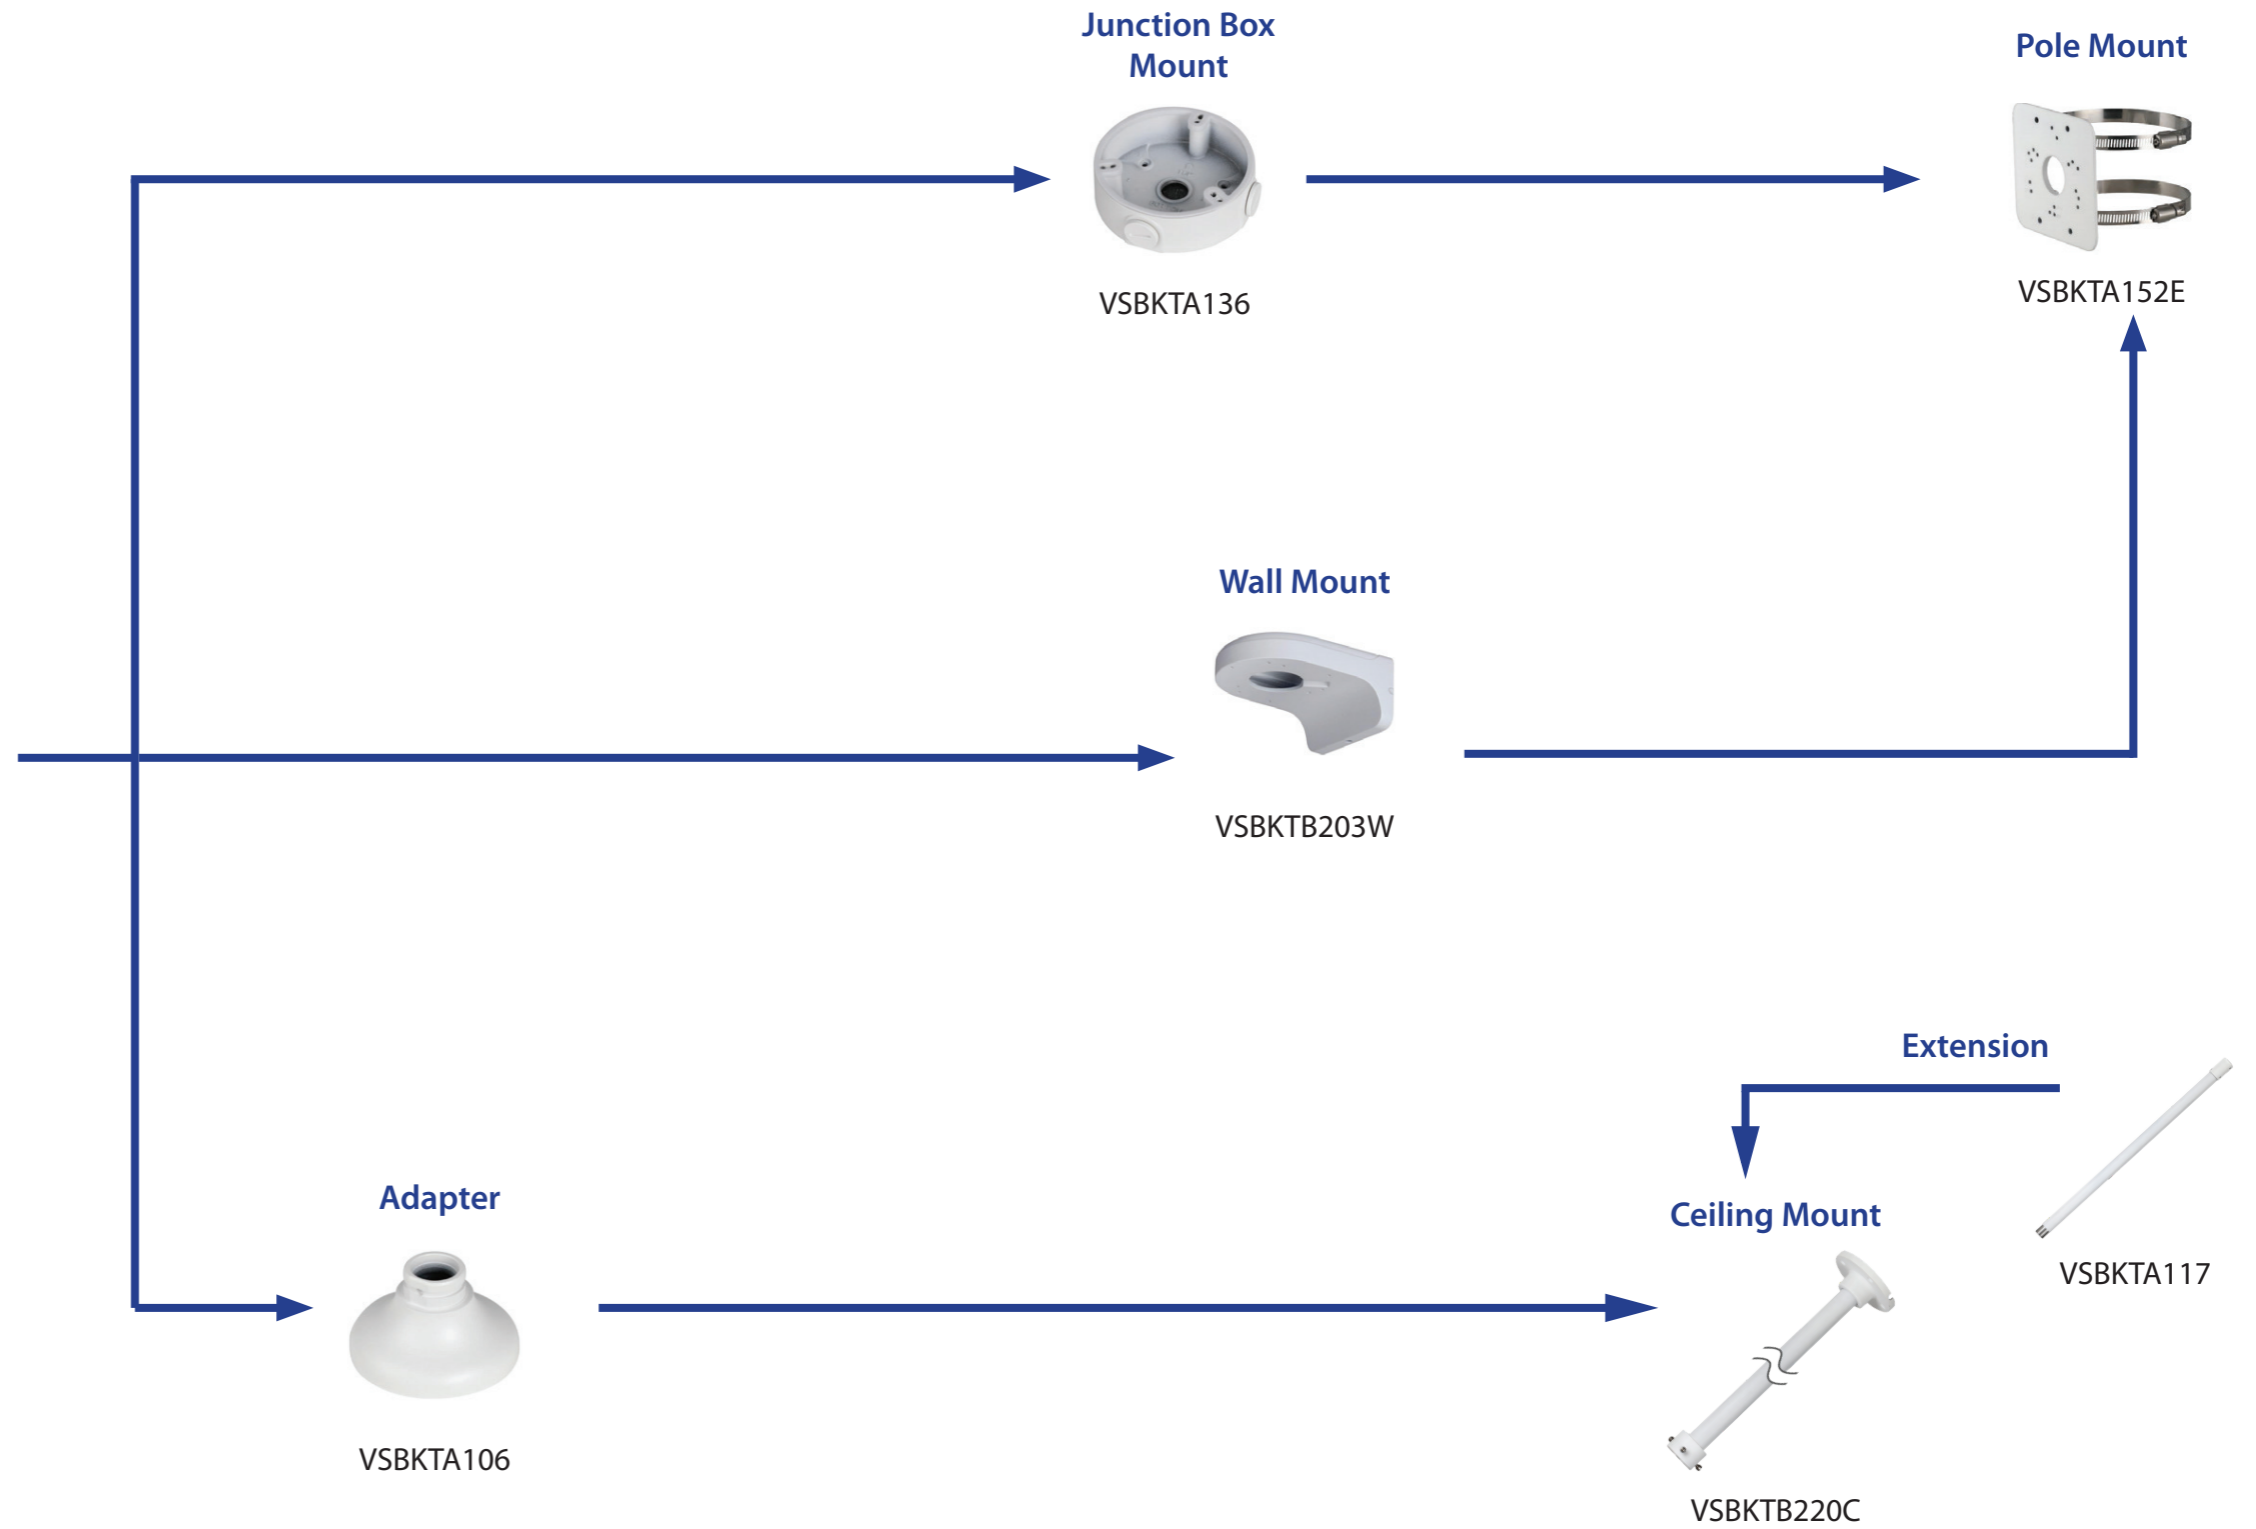 Junction Box
Mount
VSBKTA136
Pole Mount
VSBKTA152E
Wall Mount
VSBKTB203W
Extension
VSBKTA117
Adapter
VSBKTA106
Ceiling Mount
VSBKTB220C